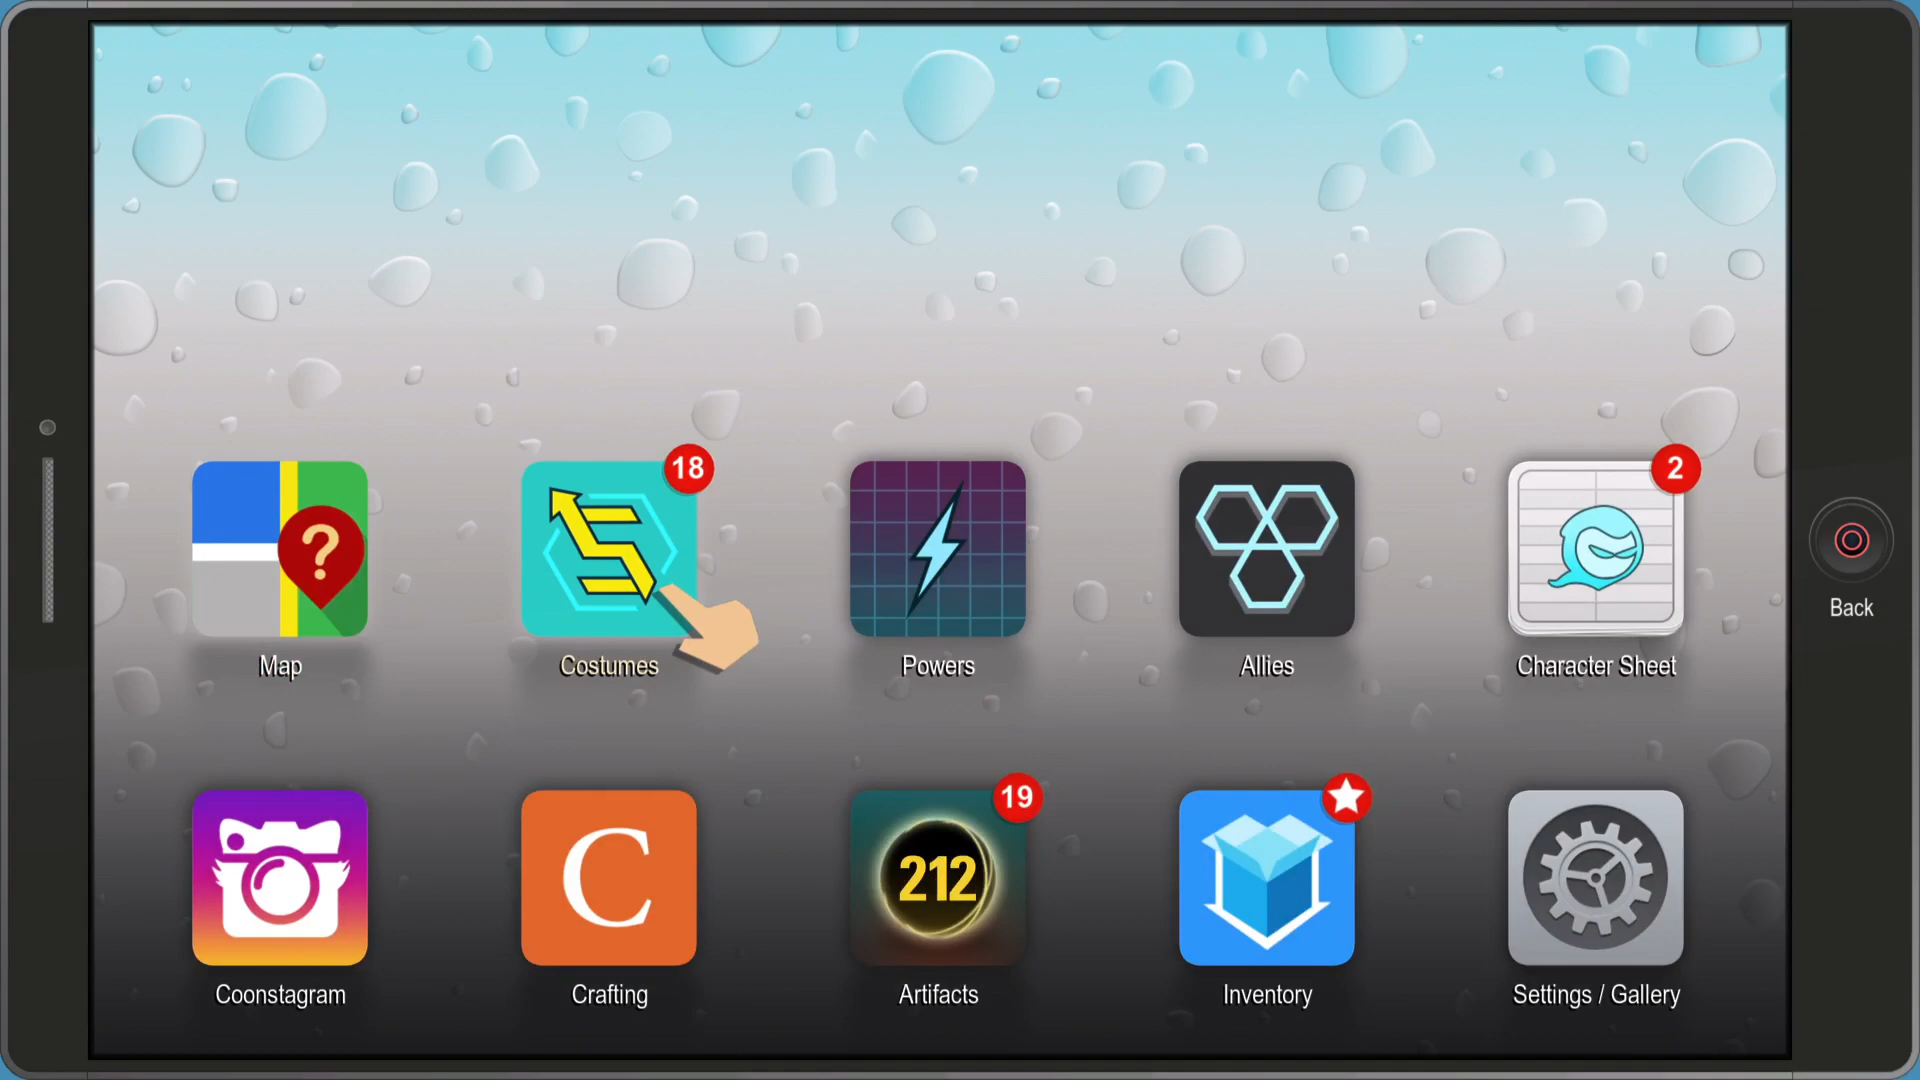 18
2
?
Map
Costumes
Powers
Allies
Character Sheet
Back
19
C
212
Coonstagram
Crafting
Artifacts
Inventory
Settings / Gallery